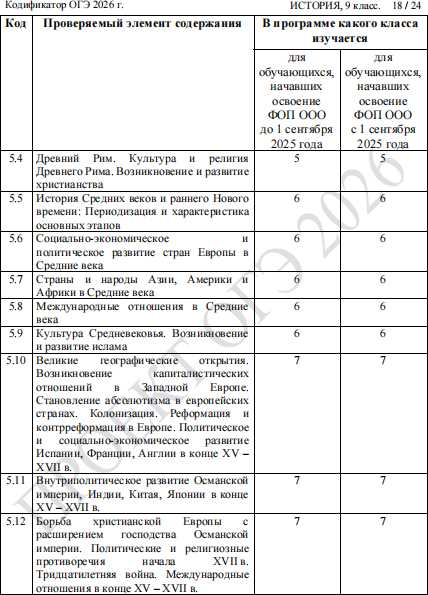 Кодификатор ОГЭ 2026 г. ИСТОРИЯ, 9 класс. 18 / 24
Код Проверяемый элемент содержания В программе какого класса
изучается
для для
обучающихся, обучающихся,
начавших начавших
освоение освоение
ФОП ООО ФОП ООО
до 1 сентября с 1 сентября
2025 года 2025 года
5.4 Древний Рим. Культура и религия 5 5
Древнего Рима. Возникновение и развитие
христианства
5.5 История Средних веков и раннего Нового 6 6
времени: Периодизация и характеристика
основных этапов
5.6 Социально-экономическое и 6 6
политическое развитие стран Европы в
Средние века
5.7 Страны и народы Азии, Америки и 6 6
Африки в Средние века
5.8 Международные отношения в Средние 6 6
века
5.9 Культура Средневековья. Возникновение 6 6
и развитие ислама
5.10 Великие географические открытия. 7 7
Возникновение капиталистических
отношений в Западной Европе.
Становление абсолютизма в европейских
странах. Колонизация. Реформация и
контрреформация в Европе. Политическое
и социально-экономическое развитие
Испании, Франции, Англии в конце XV –
XVII в.
5.11 Внутриполитическое развитие Османской 7 7
империи, Индии, Китая, Японии в конце
XV – XVII в.
5.12 Борьба христианской Европы с 7 7
расширением господства Османской
империи. Политические и религиозные
противоречия начала XVII в.
Тридцатилетняя война. Международные
отношения в конце XV – XVII в.
ПРОЕКТ ОГЭ 2026